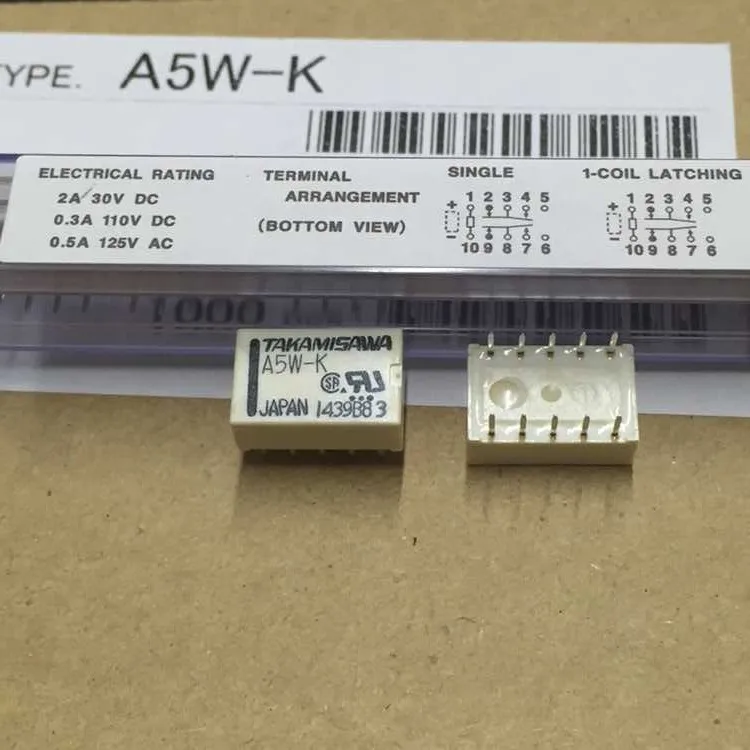 TYPE. A5W-K
ELECTRICAL RATING
2A 30V DC
0.3A 110V DC
0.5A 125V AC
TERMINAL
ARRANGEMENT
(BOTTOM VIEW)
SINGLE
+ 1 2 3 4 5
- 10 9 8 7 6
1-COIL LATCHING
+ 1 2 3 4 5
- 10 9 8 7 6
1000
TAKAMISAWA
A5W-K
JAPAN 1439B83